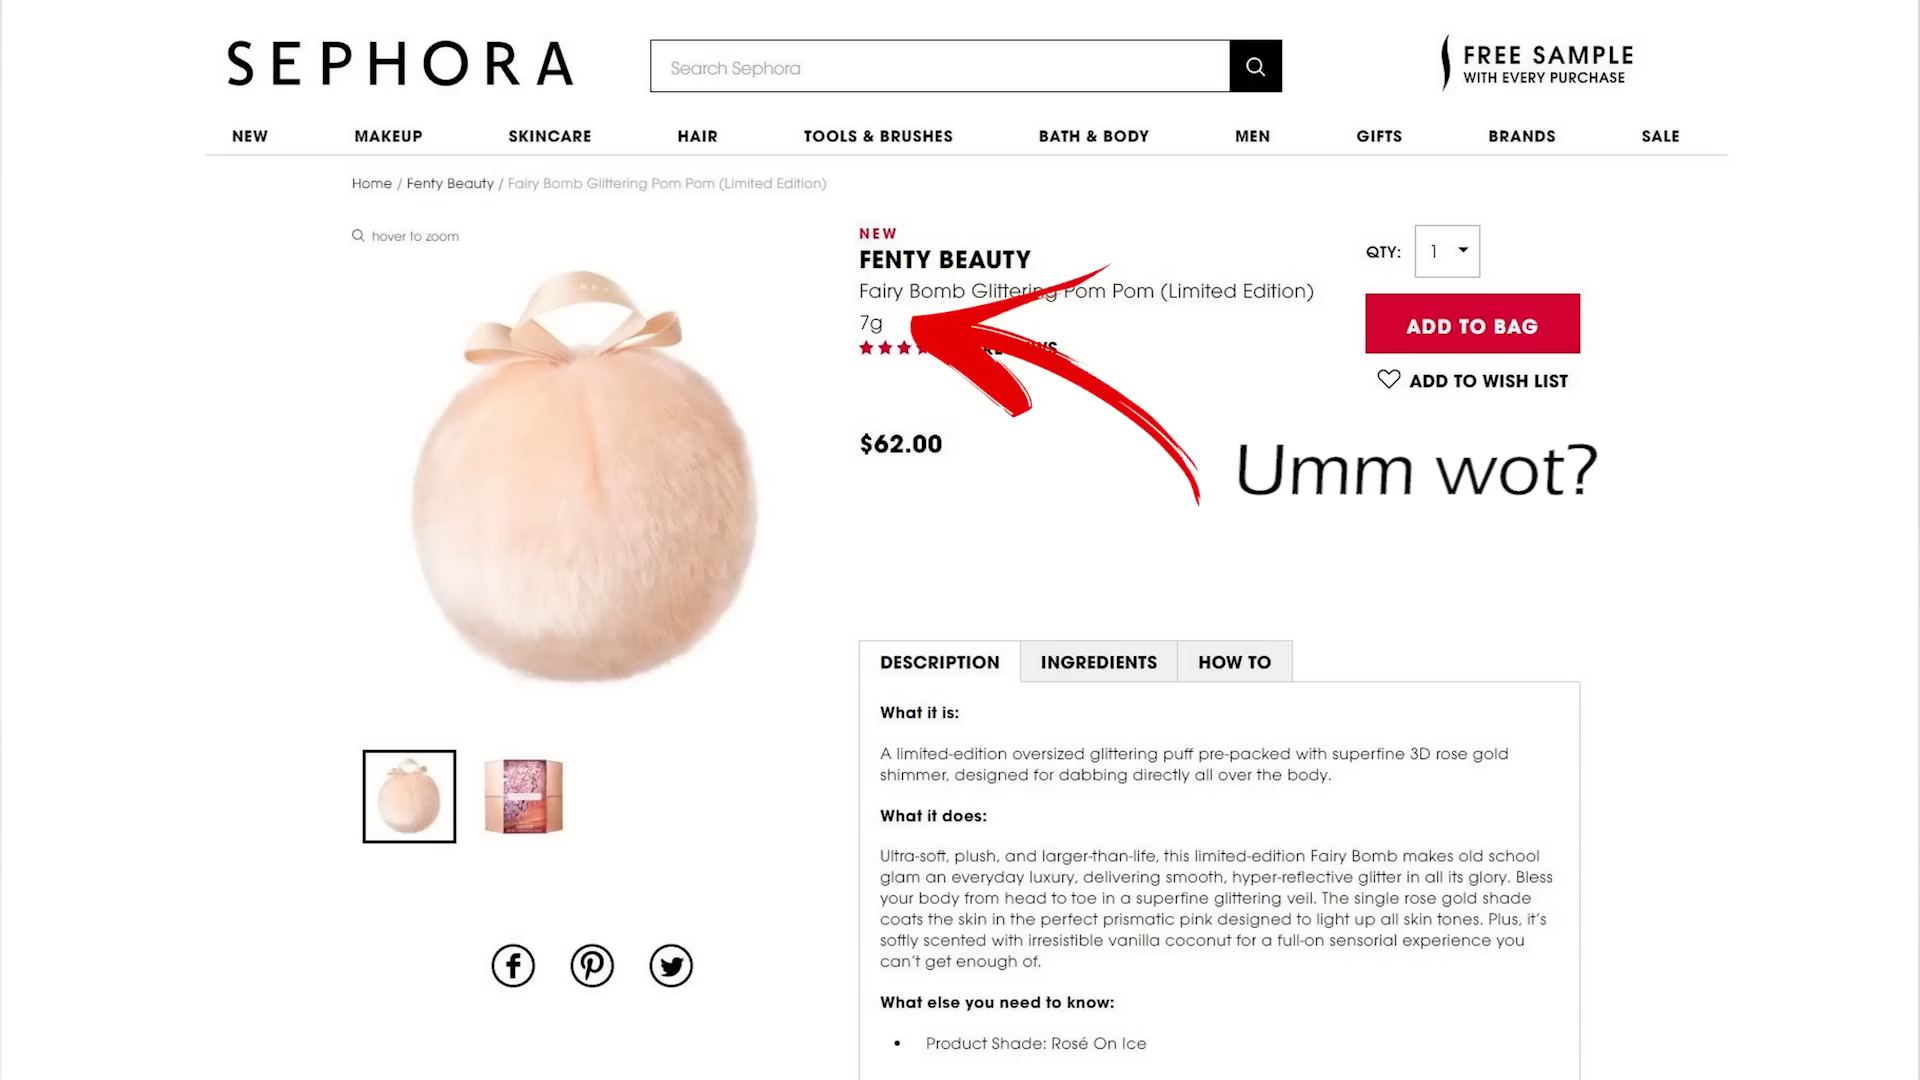 SEPHORA
Search Sephora
FREE SAMPLE
WITH EVERY PURCHASE
NEW MAKEUP SKINCARE HAIR TOOLS & BRUSHES BATH & BODY MEN GIFTS BRANDS SALE
Home / Fenty Beauty / Fairy Bomb Glittering Pom Pom (Limited Edition)
hover to zoom
NEW
FENTY BEAUTY
Fairy Bomb Glittering Pom Pom (Limited Edition)
7g
$62.00
QTY: 1
ADD TO BAG
ADD TO WISH LIST
Umm wot?
DESCRIPTION INGREDIENTS HOW TO
What it is:
A limited-edition oversized glittering puff pre-packed with superfine 3D rose gold
shimmer, designed for dabbing directly all over the body.
What it does:
Ultra-soft, plush, and larger-than-life, this limited-edition Fairy Bomb makes old school
glam an everyday luxury, delivering smooth, hyper-reflective glitter in all its glory. Bless
your body from head to toe in a superfine glittering veil. The single rose gold shade
coats the skin in the perfect prismatic pink designed to light up all skin tones. Plus, it's
softly scented with irresistible vanilla coconut for a full-on sensorial experience you
can't get enough of.
What else you need to know:
• Product Shade: Rosé On Ice